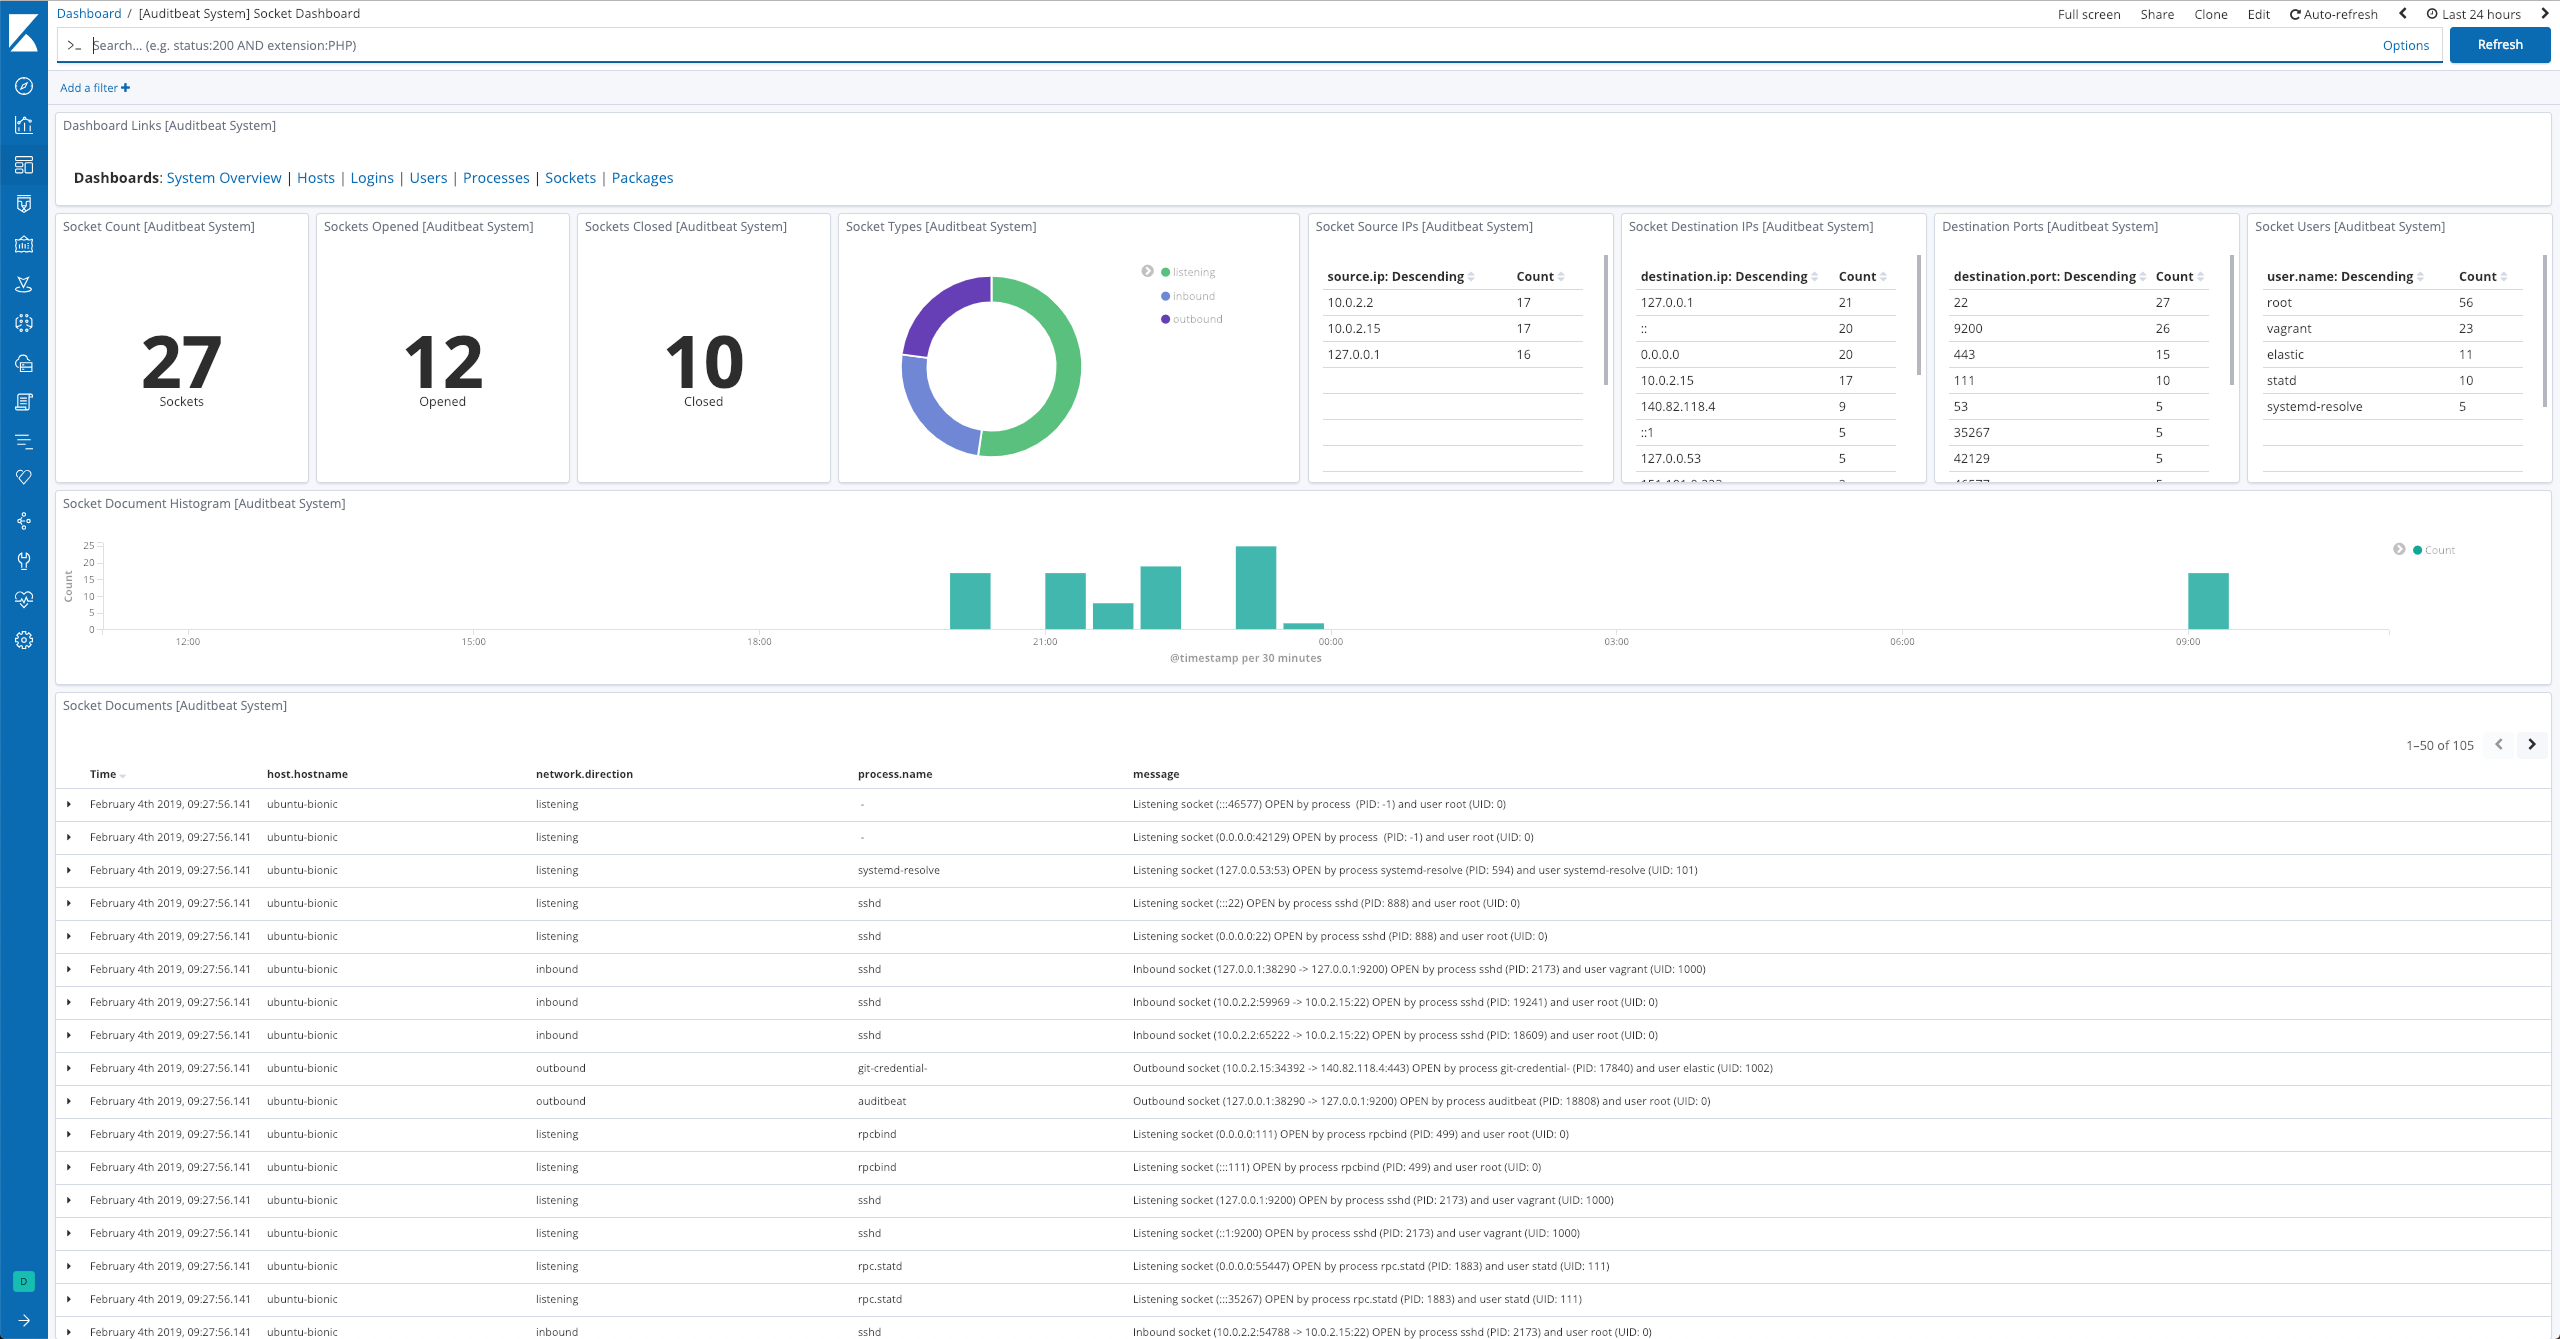 Dashboard / [Auditbeat System] Socket Dashboard
Full screen Share Clone Edit Auto-refresh Last 24 hours
>_ Search... (e.g. status:200 AND extension:PHP) Options Refresh
Add a filter +
Dashboard Links [Auditbeat System]
Dashboards: System Overview | Hosts | Logins | Users | Processes | Sockets | Packages
Socket Count [Auditbeat System]
27
Sockets
Sockets Opened [Auditbeat System]
12
Opened
Sockets Closed [Auditbeat System]
10
Closed
Socket Types [Auditbeat System]
listening
inbound
outbound
Socket Source IPs [Auditbeat System]
source.ip: Descending Count
10.0.2.2 17
10.0.2.15 17
127.0.0.1 16
Socket Destination IPs [Auditbeat System]
destination.ip: Descending Count
127.0.0.1 21
:: 20
0.0.0.0 20
10.0.2.15 17
140.82.118.4 9
::1 5
127.0.0.53 5
Destination Ports [Auditbeat System]
destination.port: Descending Count
22 27
9200 26
443 15
111 10
53 5
35267 5
42129 5
Socket Users [Auditbeat System]
user.name: Descending Count
root 56
vagrant 23
elastic 11
statd 10
systemd-resolve 5
Socket Document Histogram [Auditbeat System]
25
20
15
10
5
0
Count
12:00 15:00 18:00 21:00 00:00 03:00 06:00 09:00
@timestamp per 30 minutes
Count
Socket Documents [Auditbeat System]
1–50 of 105
Time host.hostname network.direction process.name message
February 4th 2019, 09:27:56.141 ubuntu-bionic listening - Listening socket (:::46577) OPEN by process (PID: -1) and user root (UID: 0)
February 4th 2019, 09:27:56.141 ubuntu-bionic listening - Listening socket (0.0.0.0:42129) OPEN by process (PID: -1) and user root (UID: 0)
February 4th 2019, 09:27:56.141 ubuntu-bionic listening systemd-resolve Listening socket (127.0.0.53:53) OPEN by process systemd-resolve (PID: 594) and user systemd-resolve (UID: 101)
February 4th 2019, 09:27:56.141 ubuntu-bionic listening sshd Listening socket (:::22) OPEN by process sshd (PID: 888) and user root (UID: 0)
February 4th 2019, 09:27:56.141 ubuntu-bionic listening sshd Listening socket (0.0.0.0:22) OPEN by process sshd (PID: 888) and user root (UID: 0)
February 4th 2019, 09:27:56.141 ubuntu-bionic inbound sshd Inbound socket (127.0.0.1:38290 -> 127.0.0.1:9200) OPEN by process sshd (PID: 2173) and user vagrant (UID: 1000)
February 4th 2019, 09:27:56.141 ubuntu-bionic inbound sshd Inbound socket (10.0.2.2:59969 -> 10.0.2.15:22) OPEN by process sshd (PID: 19241) and user root (UID: 0)
February 4th 2019, 09:27:56.141 ubuntu-bionic inbound sshd Inbound socket (10.0.2.2:65222 -> 10.0.2.15:22) OPEN by process sshd (PID: 18609) and user root (UID: 0)
February 4th 2019, 09:27:56.141 ubuntu-bionic outbound git-credential- Outbound socket (10.0.2.15:34392 -> 140.82.118.4:443) OPEN by process git-credential- (PID: 17840) and user elastic (UID: 1002)
February 4th 2019, 09:27:56.141 ubuntu-bionic outbound auditbeat Outbound socket (127.0.0.1:38290 -> 127.0.0.1:9200) OPEN by process auditbeat (PID: 18808) and user root (UID: 0)
February 4th 2019, 09:27:56.141 ubuntu-bionic listening rpcbind Listening socket (0.0.0.0:111) OPEN by process rpcbind (PID: 499) and user root (UID: 0)
February 4th 2019, 09:27:56.141 ubuntu-bionic listening rpcbind Listening socket (:::111) OPEN by process rpcbind (PID: 499) and user root (UID: 0)
February 4th 2019, 09:27:56.141 ubuntu-bionic listening sshd Listening socket (127.0.0.1:9200) OPEN by process sshd (PID: 2173) and user vagrant (UID: 1000)
February 4th 2019, 09:27:56.141 ubuntu-bionic listening sshd Listening socket (::1:9200) OPEN by process sshd (PID: 2173) and user vagrant (UID: 1000)
February 4th 2019, 09:27:56.141 ubuntu-bionic listening rpc.statd Listening socket (0.0.0.0:55447) OPEN by process rpc.statd (PID: 1883) and user statd (UID: 111)
February 4th 2019, 09:27:56.141 ubuntu-bionic listening rpc.statd Listening socket (:::35267) OPEN by process rpc.statd (PID: 1883) and user statd (UID: 111)
February 4th 2019, 09:27:56.141 ubuntu-bionic inbound sshd Inbound socket (10.0.2.2:54788 -> 10.0.2.15:22) OPEN by process sshd (PID: 2173) and user root (UID: 0)
D